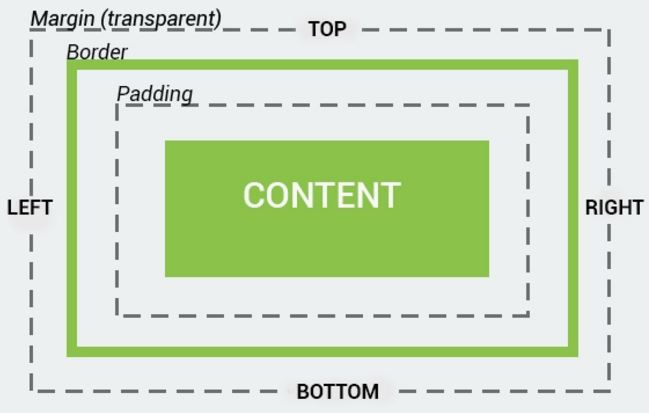 Margin (transparent)
TOP
Border
Padding
CONTENT
LEFT
RIGHT
BOTTOM